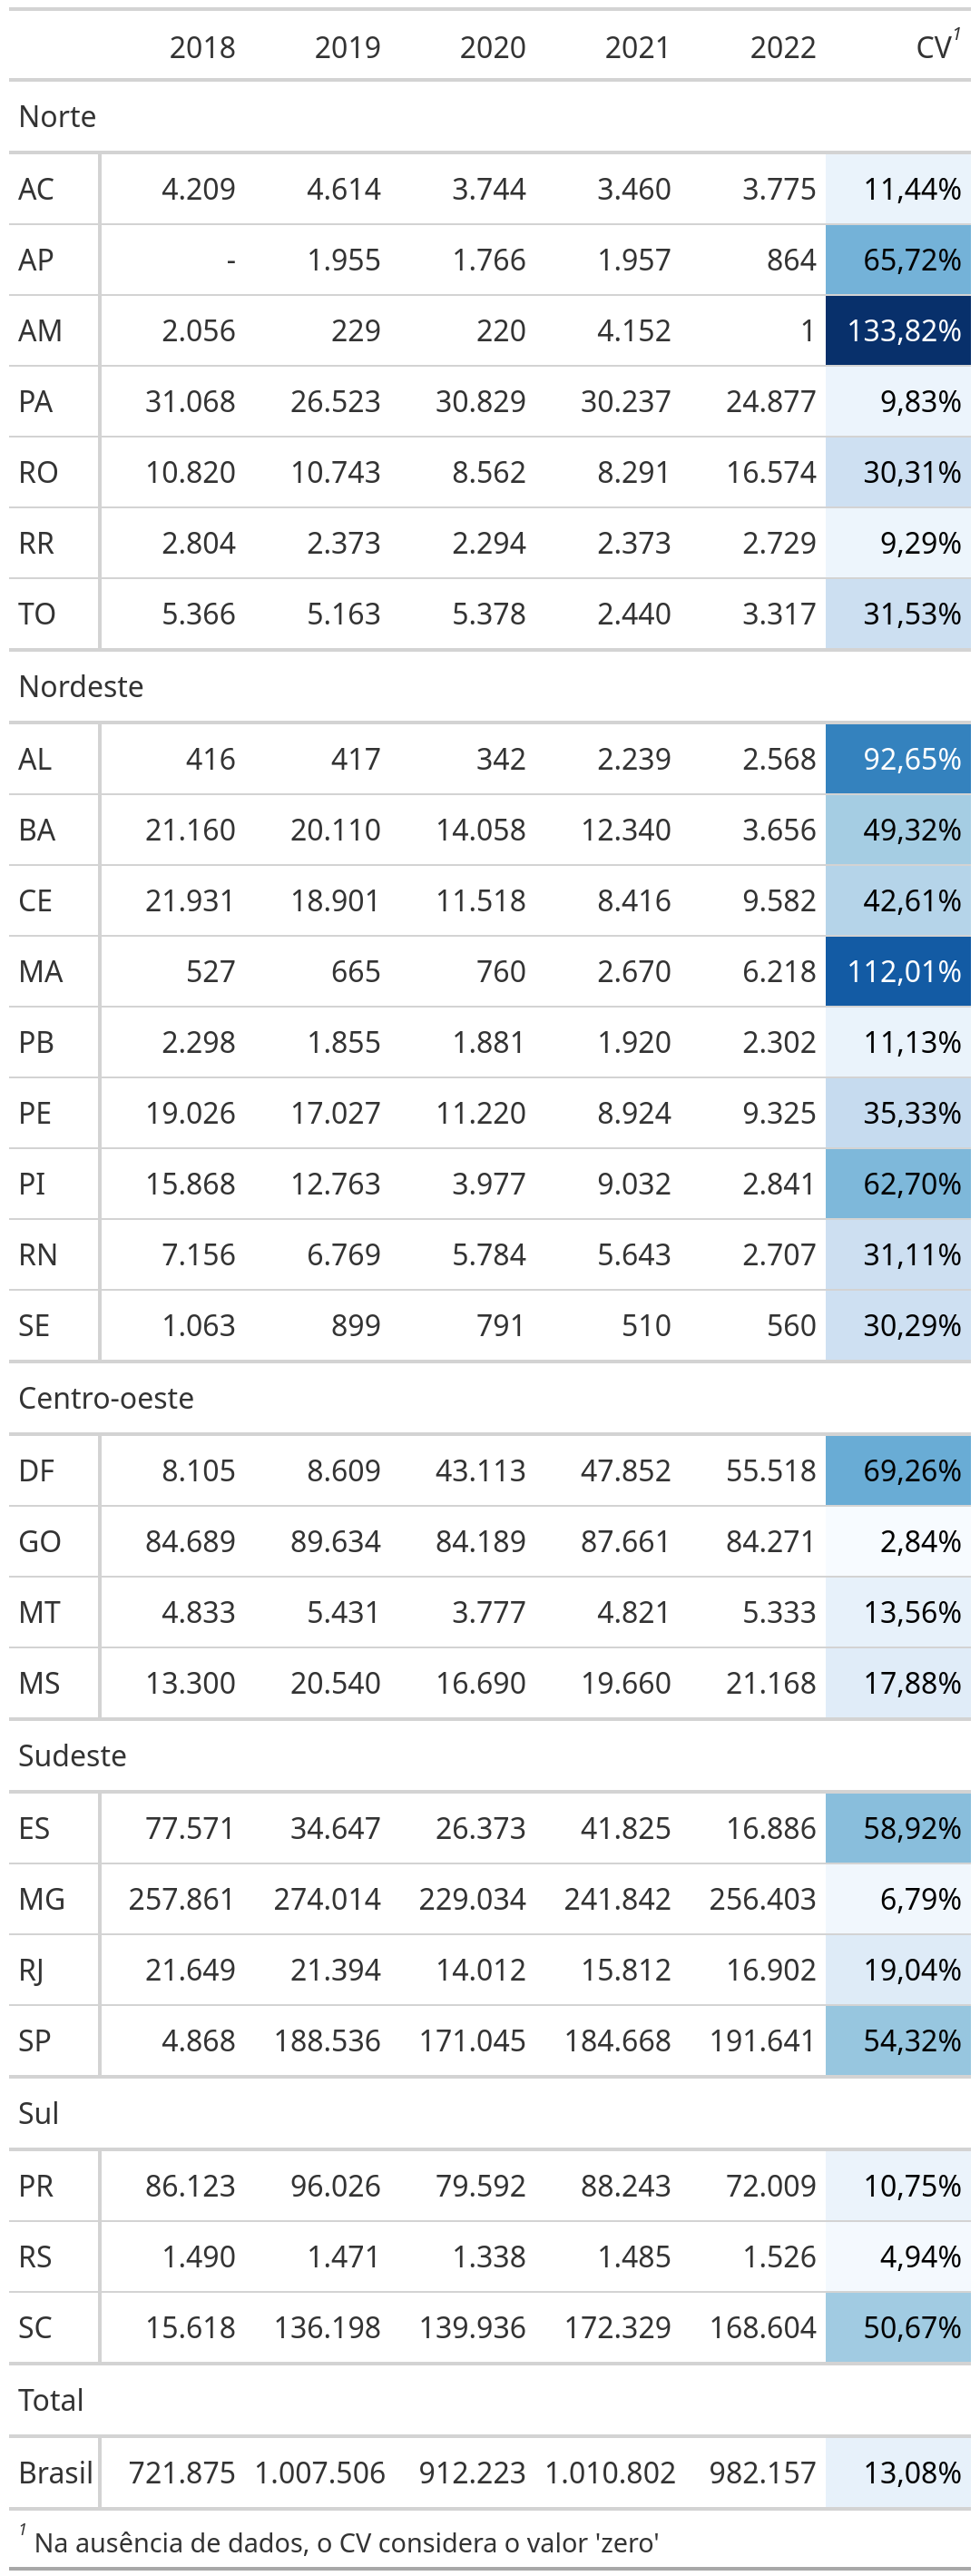 2018 2019 2020 2021 2022 CV¹
Norte
AC 4.209 4.614 3.744 3.460 3.775 11,44%
AP - 1.955 1.766 1.957 864 65,72%
AM 2.056 229 220 4.152 1 133,82%
PA 31.068 26.523 30.829 30.237 24.877 9,83%
RO 10.820 10.743 8.562 8.291 16.574 30,31%
RR 2.804 2.373 2.294 2.373 2.729 9,29%
TO 5.366 5.163 5.378 2.440 3.317 31,53%
Nordeste
AL 416 417 342 2.239 2.568 92,65%
BA 21.160 20.110 14.058 12.340 3.656 49,32%
CE 21.931 18.901 11.518 8.416 9.582 42,61%
MA 527 665 760 2.670 6.218 112,01%
PB 2.298 1.855 1.881 1.920 2.302 11,13%
PE 19.026 17.027 11.220 8.924 9.325 35,33%
PI 15.868 12.763 3.977 9.032 2.841 62,70%
RN 7.156 6.769 5.784 5.643 2.707 31,11%
SE 1.063 899 791 510 560 30,29%
Centro-oeste
DF 8.105 8.609 43.113 47.852 55.518 69,26%
GO 84.689 89.634 84.189 87.661 84.271 2,84%
MT 4.833 5.431 3.777 4.821 5.333 13,56%
MS 13.300 20.540 16.690 19.660 21.168 17,88%
Sudeste
ES 77.571 34.647 26.373 41.825 16.886 58,92%
MG 257.861 274.014 229.034 241.842 256.403 6,79%
RJ 21.649 21.394 14.012 15.812 16.902 19,04%
SP 4.868 188.536 171.045 184.668 191.641 54,32%
Sul
PR 86.123 96.026 79.592 88.243 72.009 10,75%
RS 1.490 1.471 1.338 1.485 1.526 4,94%
SC 15.618 136.198 139.936 172.329 168.604 50,67%
Total
Brasil 721.875 1.007.506 912.223 1.010.802 982.157 13,08%
¹ Na ausência de dados, o CV considera o valor 'zero'